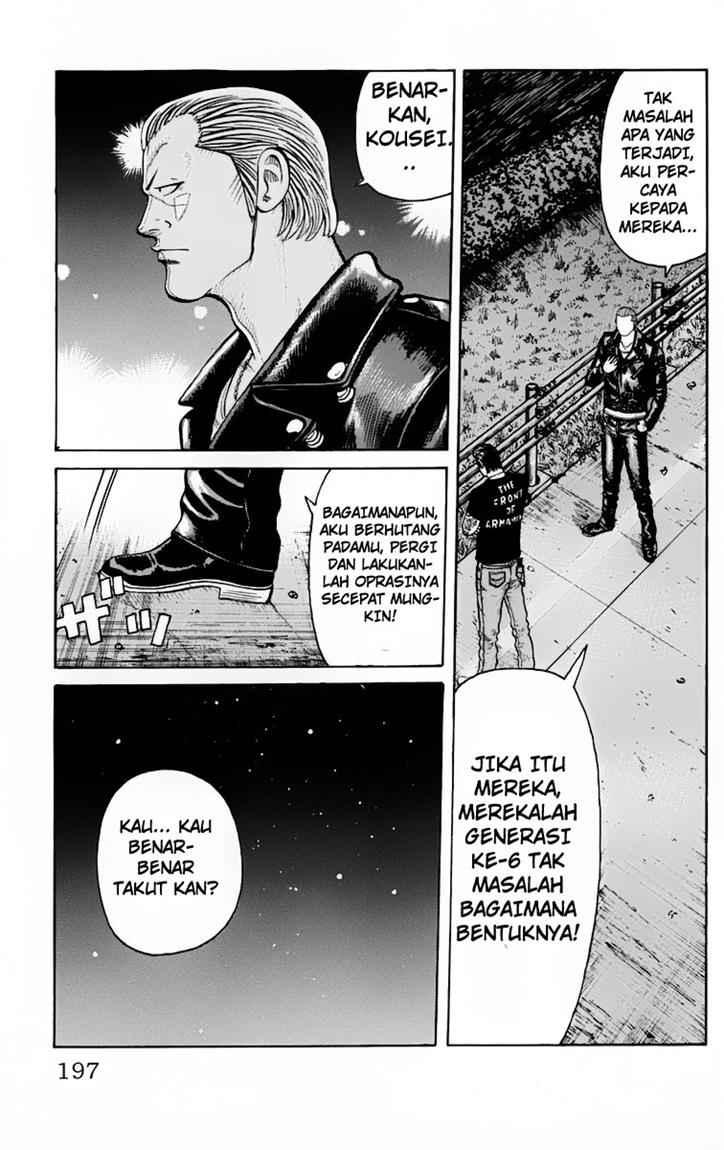 TAK
MASALAH
APA YANG
TERJADI,
AKU PER-
CAYA
KEPADA
MEREKA...
THE
FRONT
OF
JIKA ITU
MEREKA,
MEREKALAH
GENERASI
KE-6 TAK
MASALAH
BAGAIMANA
BENTUKNYA!
BENAR-
KAN,
KOUSEI.
..
BAGAIMANAPUN,
AKU BERHUTANG
PADAMU, PERGI
DAN LAKUKAN-
LAH OPRASINYA
SECEPAT MUNG-
KIN!
ザッ
KAU... KAU
BENAR-
BENAR
TAKUT KAN?
197